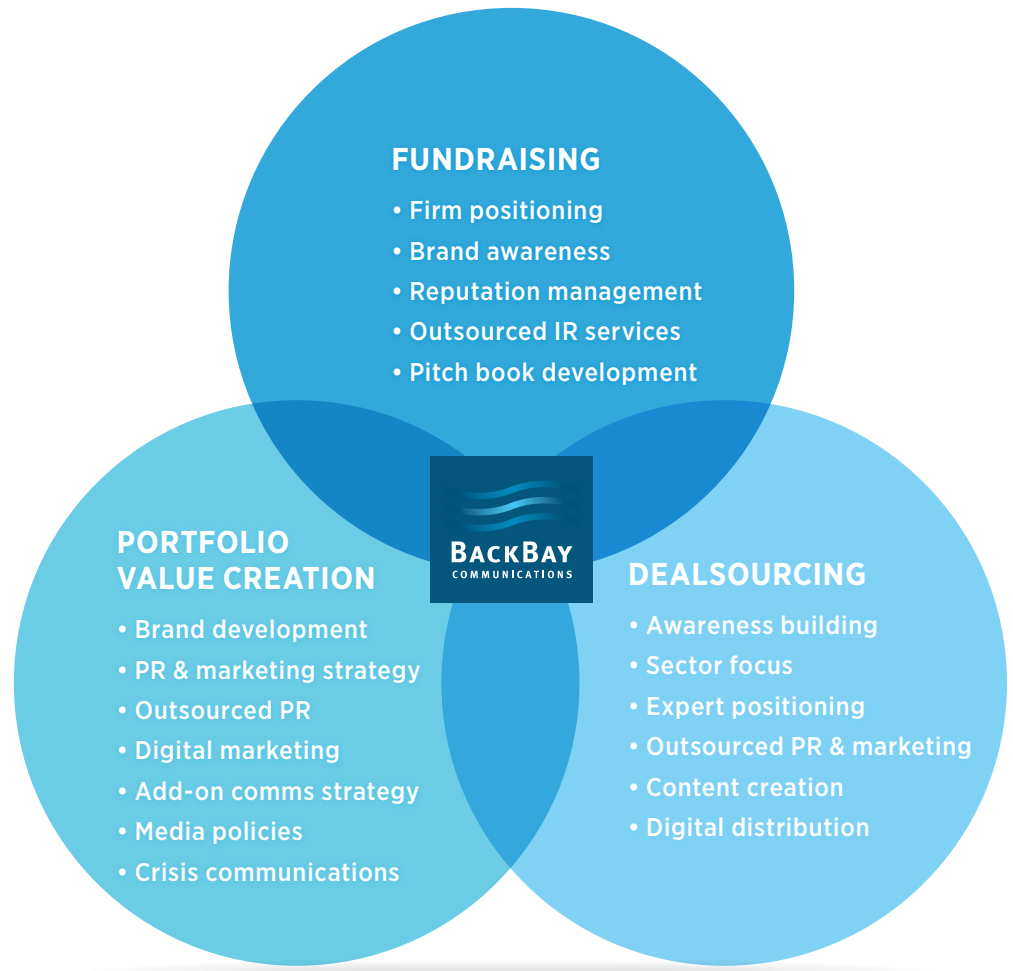 FUNDRAISING
• Firm positioning
• Brand awareness
• Reputation management
• Outsourced IR services
• Pitch book development
BACKBAY
COMMUNICATIONS
PORTFOLIO
VALUE CREATION
• Brand development
• PR & marketing strategy
• Outsourced PR
• Digital marketing
• Add-on comms strategy
• Media policies
• Crisis communications
DEALSOURCING
• Awareness building
• Sector focus
• Expert positioning
• Outsourced PR & marketing
• Content creation
• Digital distribution